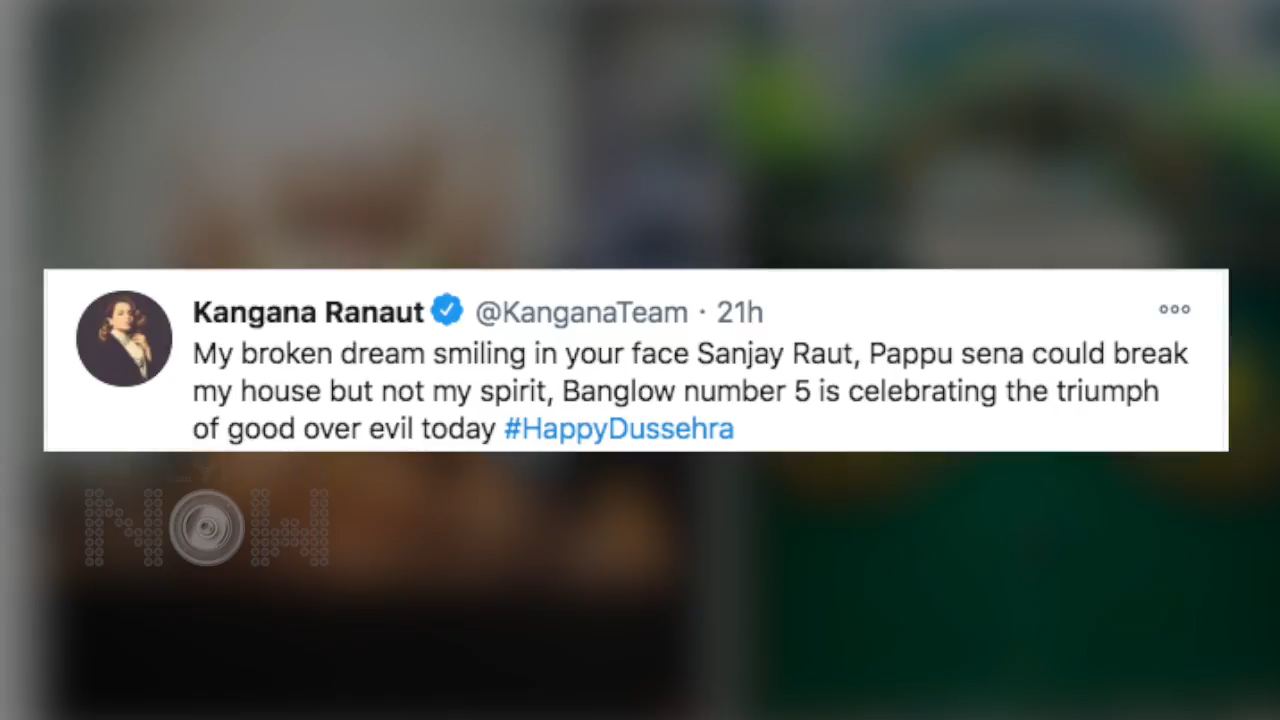 Kangana Ranaut @KanganaTeam · 21h
My broken dream smiling in your face Sanjay Raut, Pappu sena could break
my house but not my spirit, Banglow number 5 is celebrating the triumph
of good over evil today #HappyDussehra
NOW